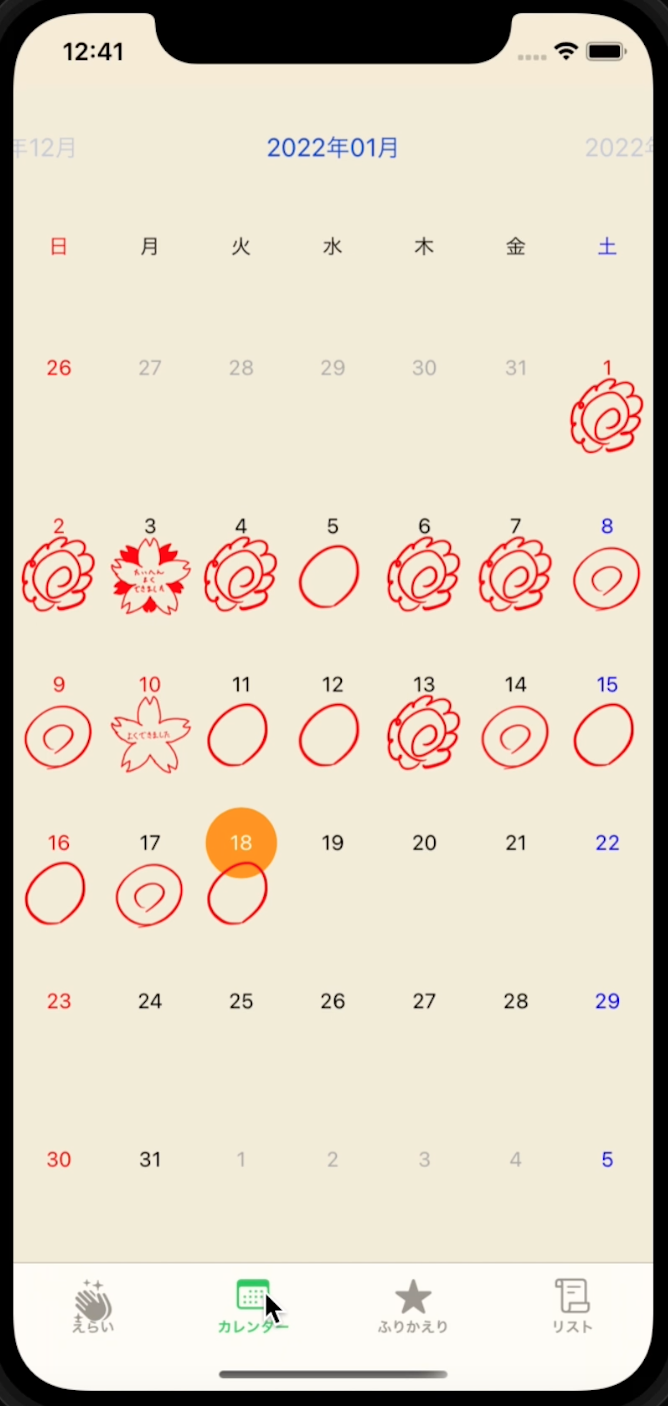 12:41
年12月 2022年01月 2022年
日 月 火 水 木 金 土
26 27 28 29 30 31 1
2 3 4 5 6 7 8
たいへん
よく
できました
9 10 11 12 13 14 15
よくできました
16 17 18 19 20 21 22
23 24 25 26 27 28 29
30 31 1 2 3 4 5
えらい カレンダー ふりかえり リスト